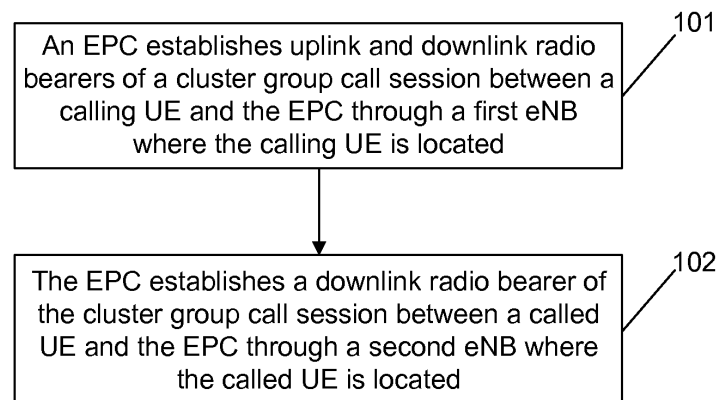 An EPC establishes uplink and downlink radio
bearers of a cluster group call session between a
calling UE and the EPC through a first eNB
where the calling UE is located
101
The EPC establishes a downlink radio bearer of
the cluster group call session between a called
UE and the EPC through a second eNB where
the called UE is located
102